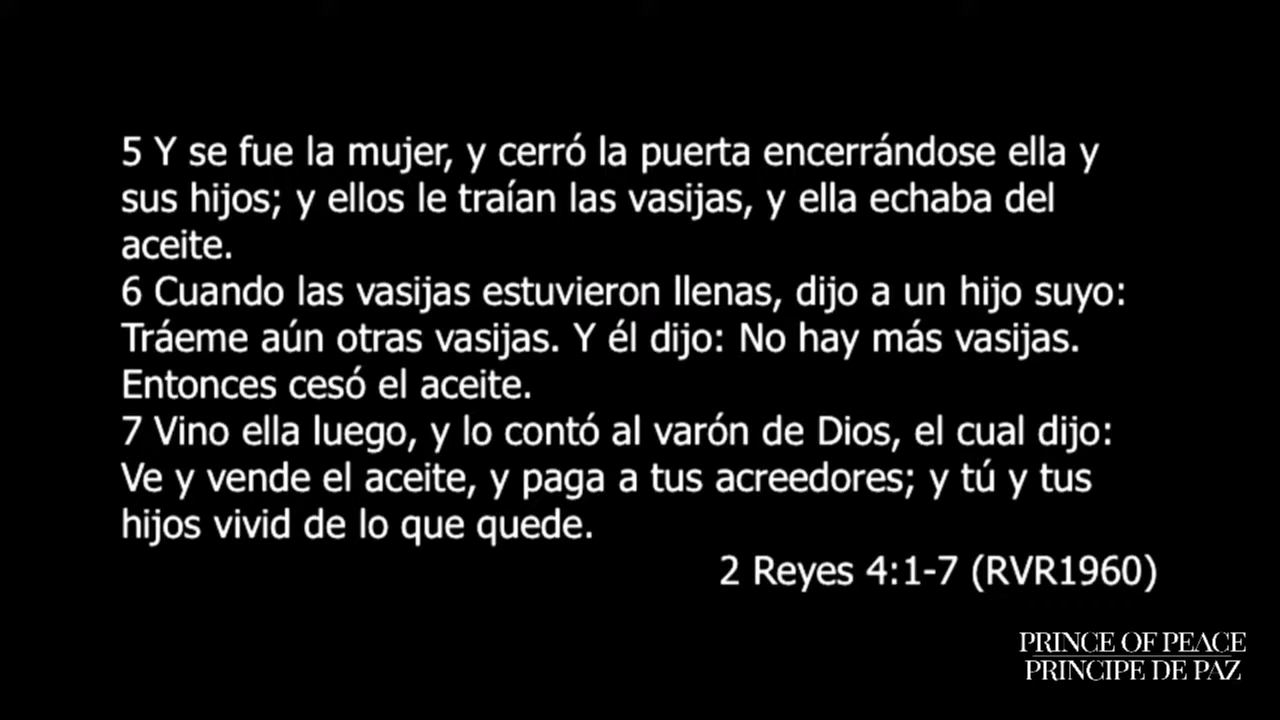 5 Y se fue la mujer, y cerró la puerta encerrándose ella y
sus hijos; y ellos le traían las vasijas, y ella echaba del
aceite.
6 Cuando las vasijas estuvieron llenas, dijo a un hijo suyo:
Tráeme aún otras vasijas. Y él dijo: No hay más vasijas.
Entonces cesó el aceite.
7 Vino ella luego, y lo contó al varón de Dios, el cual dijo:
Ve y vende el aceite, y paga a tus acreedores; y tú y tus
hijos vivid de lo que quede.
2 Reyes 4:1-7 (RVR1960)
PRINCE OF PEACE
PRINCIPE DE PAZ